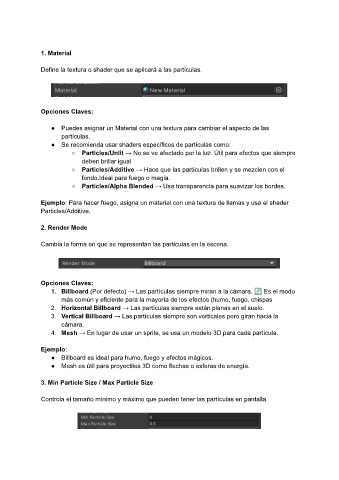 1. Material
Define la textura o shader que se aplicará a las partículas.
Material New Material
Opciones Claves:
● Puedes asignar un Material con una textura para cambiar el aspecto de las
partículas.
● Se recomienda usar shaders específicos de partículas como:
○ Particles/Unlit → No se ve afectado por la luz. Útil para efectos que siempre
deben brillar igual
○ Particles/Additive → Hace que las partículas brillen y se mezclen con el
fondo.Ideal para fuego o magia.
○ Particles/Alpha Blended → Usa transparencia para suavizar los bordes.
Ejemplo: Para hacer fuego, asigna un material con una textura de llamas y usa el shader
Particles/Additive.
2. Render Mode
Cambia la forma en que se representan las partículas en la escena.
Render Mode Billboard
Opciones Claves:
1. Billboard (Por defecto) → Las partículas siempre miran a la cámara. 🔄 Es el modo
más común y eficiente para la mayoría de los efectos (humo, fuego, chispas
2. Horizontal Billboard → Las partículas siempre están planas en el suelo.
3. Vertical Billboard → Las partículas siempre son verticales pero giran hacia la
cámara.
4. Mesh → En lugar de usar un sprite, se usa un modelo 3D para cada partícula.
Ejemplo:
● Billboard es ideal para humo, fuego y efectos mágicos.
● Mesh es útil para proyectiles 3D como flechas o esferas de energía.
3. Min Particle Size / Max Particle Size
Controla el tamaño mínimo y máximo que pueden tener las partículas en pantalla.
Min Particle Size 0
Max Particle Size 0.5